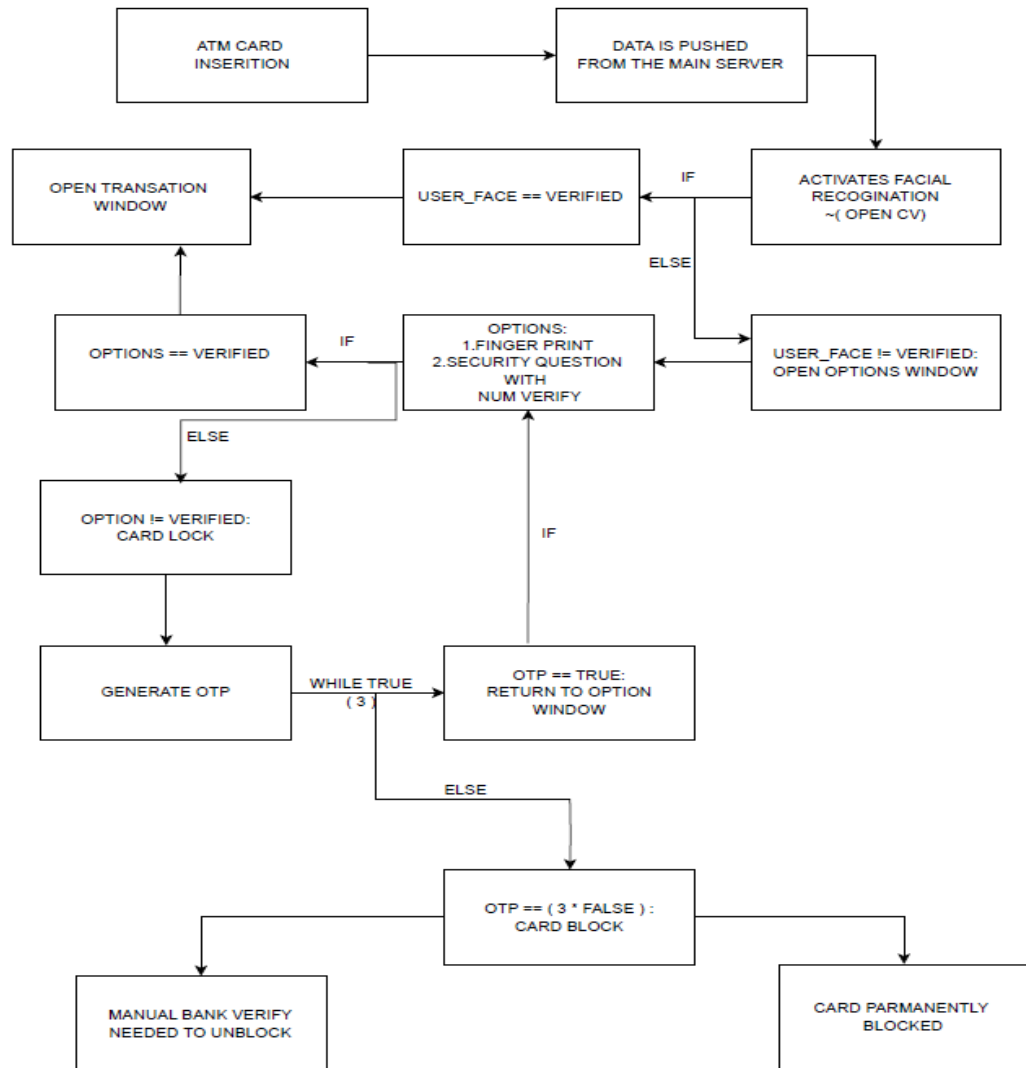 ATM CARD
INSERITION
DATA IS PUSHED
FROM THE MAIN SERVER
OPEN TRANSATION
WINDOW
USER_FACE == VERIFIED
IF
ACTIVATES FACIAL
RECOGINATION
~( OPEN CV)
ELSE
OPTIONS == VERIFIED
IF
OPTIONS:
1.FINGER PRINT
2.SECURITY QUESTION
WITH
NUM VERIFY
USER_FACE != VERIFIED:
OPEN OPTIONS WINDOW
ELSE
OPTION != VERIFIED:
CARD LOCK
IF
GENERATE OTP
WHILE TRUE
( 3 )
OTP == TRUE:
RETURN TO OPTION
WINDOW
ELSE
OTP == ( 3 * FALSE ) :
CARD BLOCK
MANUAL BANK VERIFY
NEEDED TO UNBLOCK
CARD PARMANENTLY
BLOCKED